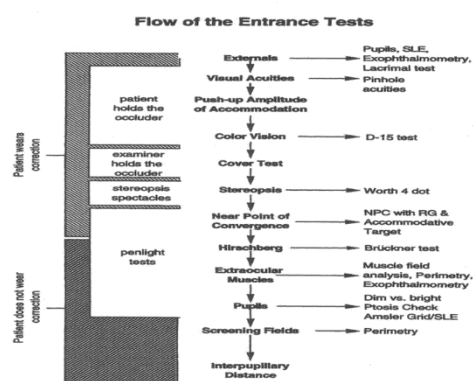 Flow of the Entrance Tests
Externals
Pupils, SLE,
Exophthalmometry,
Lacrimal test
Visual Acuities
Pinhole
acuities
Push-up Amplitude
of Accommodation
Color Vision
D-15 test
Cover Test
Stereopsis
Worth 4 dot
Near Point of
Convergence
NPC with RG &
Accommodative
Target
Hirschberg
Brückner test
Extraocular
Muscles
Muscle field
analysis, Perimetry,
Exophthalmometry
Pupils
Dim vs. bright
Ptosis Check
Amsler Grid/SLE
Screening Fields
Perimetry
Interpupillary
Distance
patient
holds the
occluder
examiner
holds the
occluder
stereopsis
spectacles
penlight
tests
Patient wears
correction
Patient does not wear
correction